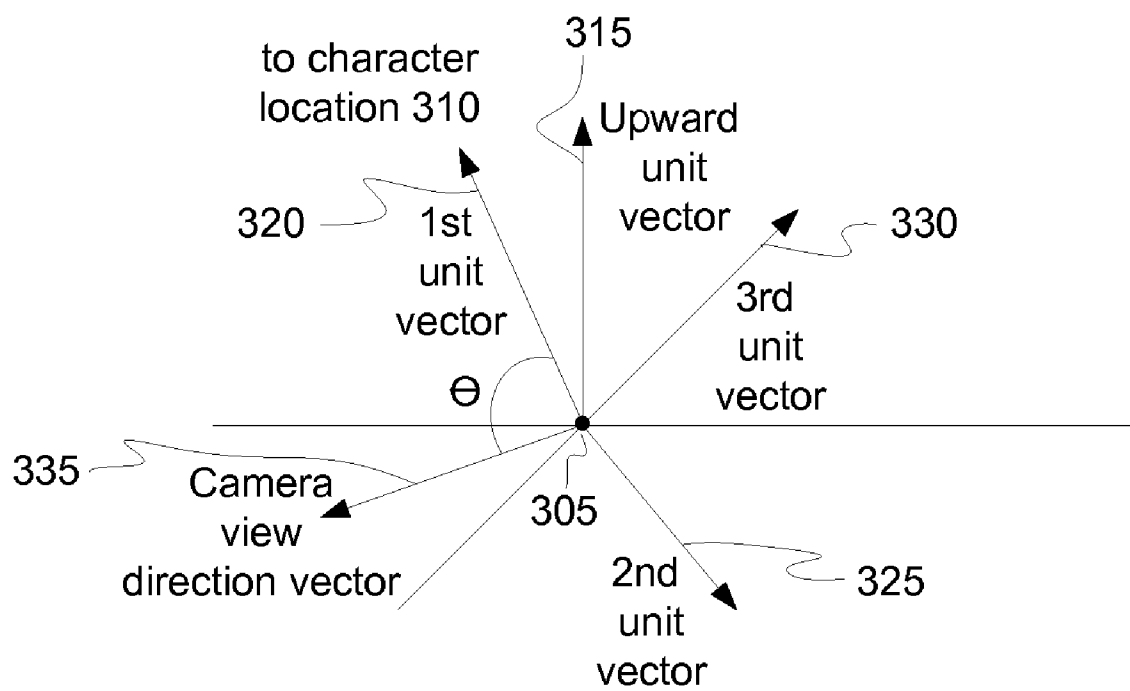 315
to character
location 310
Upward
unit
vector
320
1st
unit
vector
330
3rd
unit
vector
Ɵ
335
Camera
view
direction vector
305
2nd
unit
vector
325